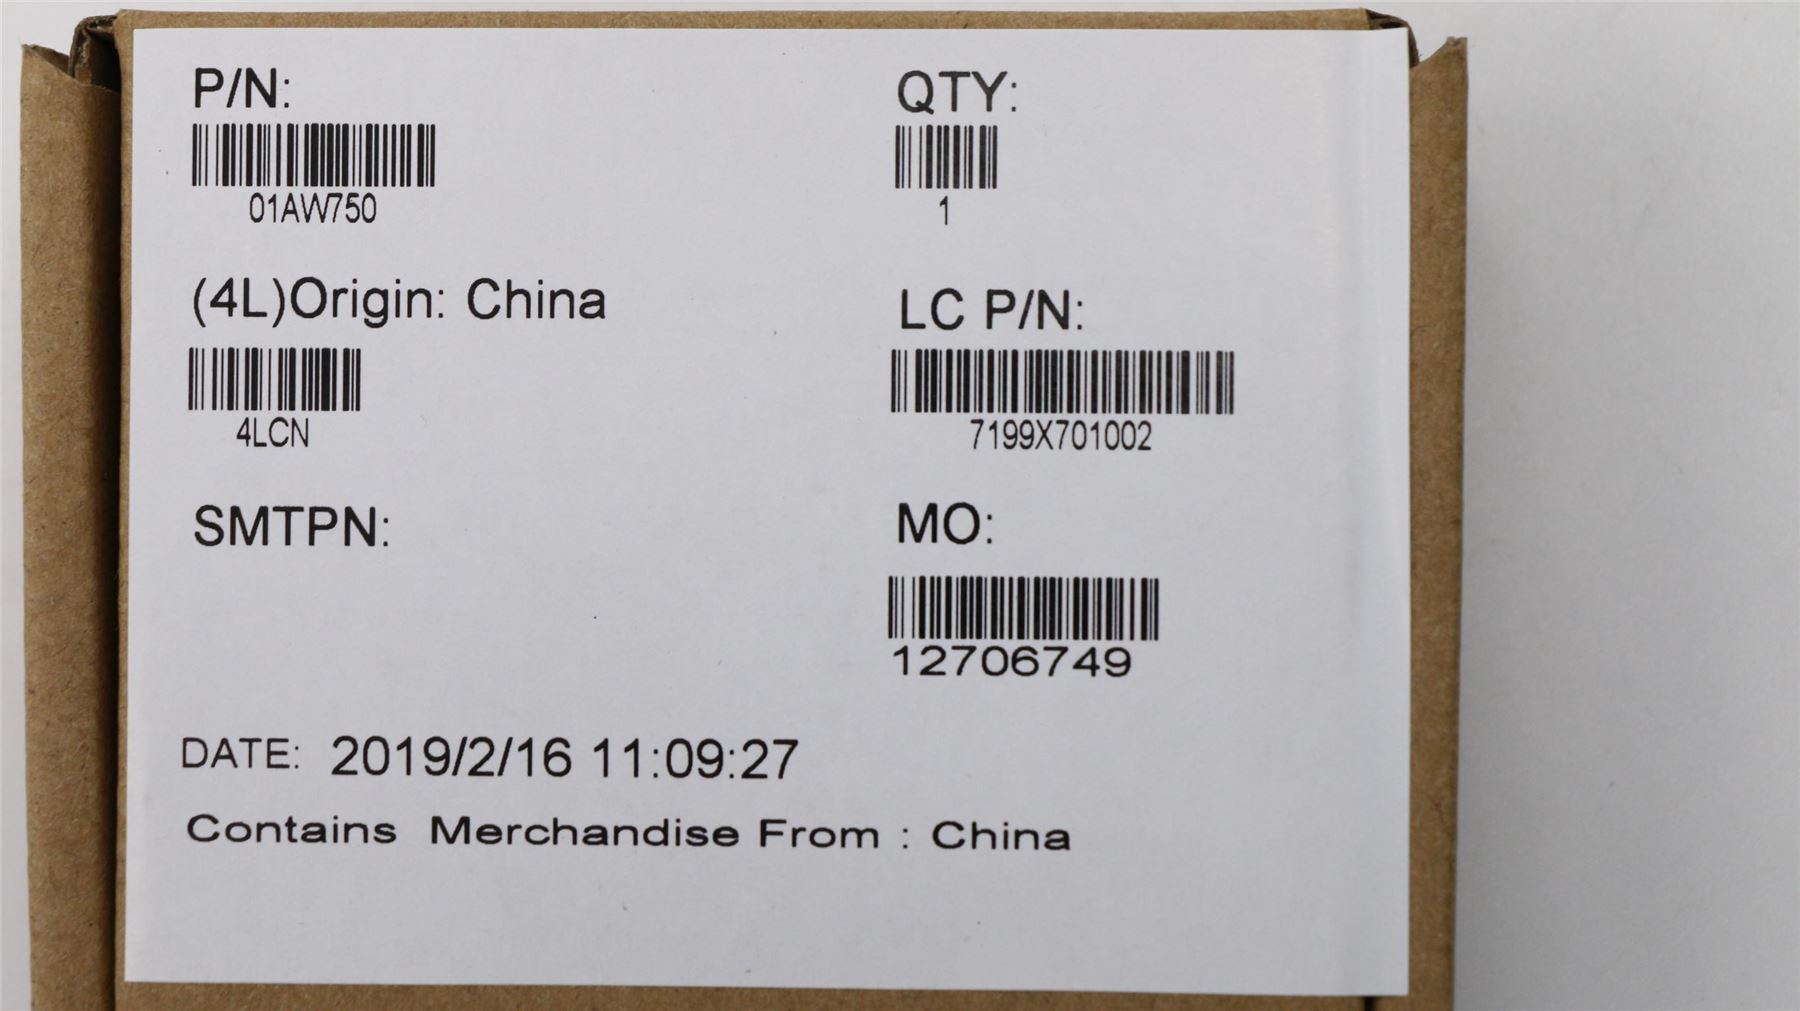 P/N:
01AW750
QTY:
1
(4L)Origin: China
4LCN
LC P/N:
7199X701002
SMTPN:
MO:
12706749
DATE: 2019/2/16 11:09:27
Contains Merchandise From : China